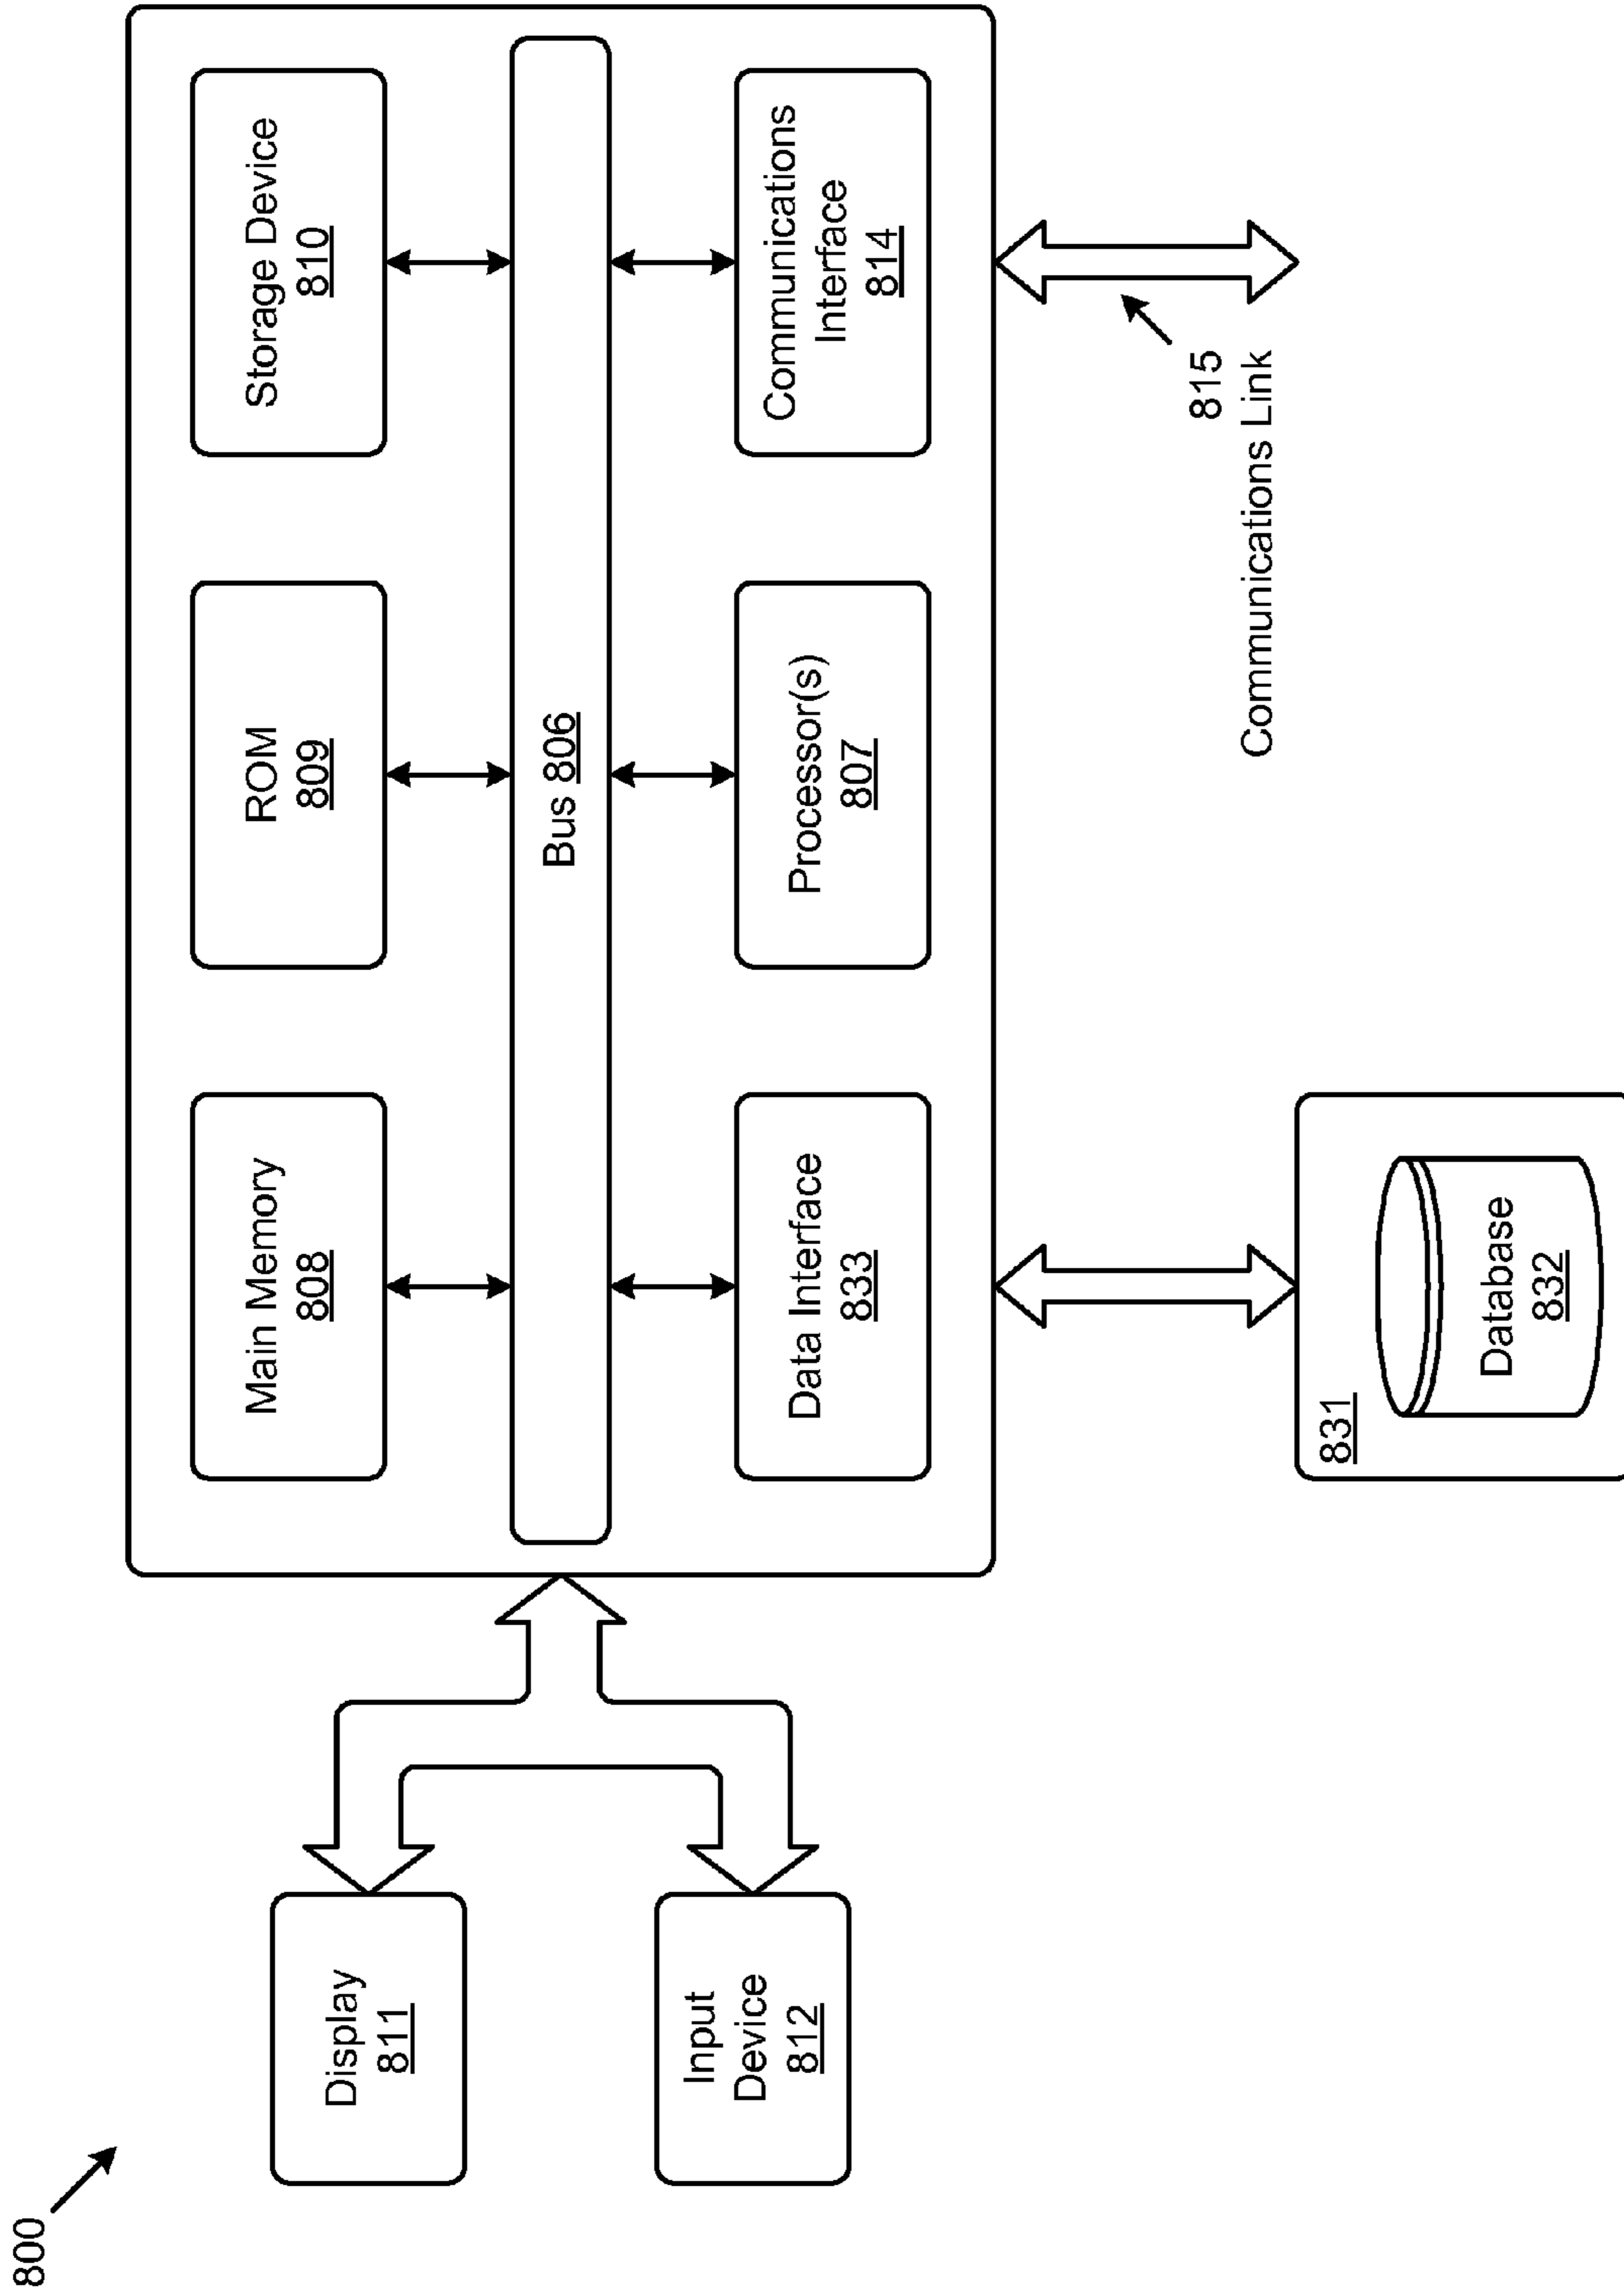 800
Display
811
Input
Device
812
Main Memory
808
ROM
809
Storage Device
810
Bus 806
Data Interface
833
Processor(s)
807
Communications
Interface
814
815
Communications Link
831
Database
832